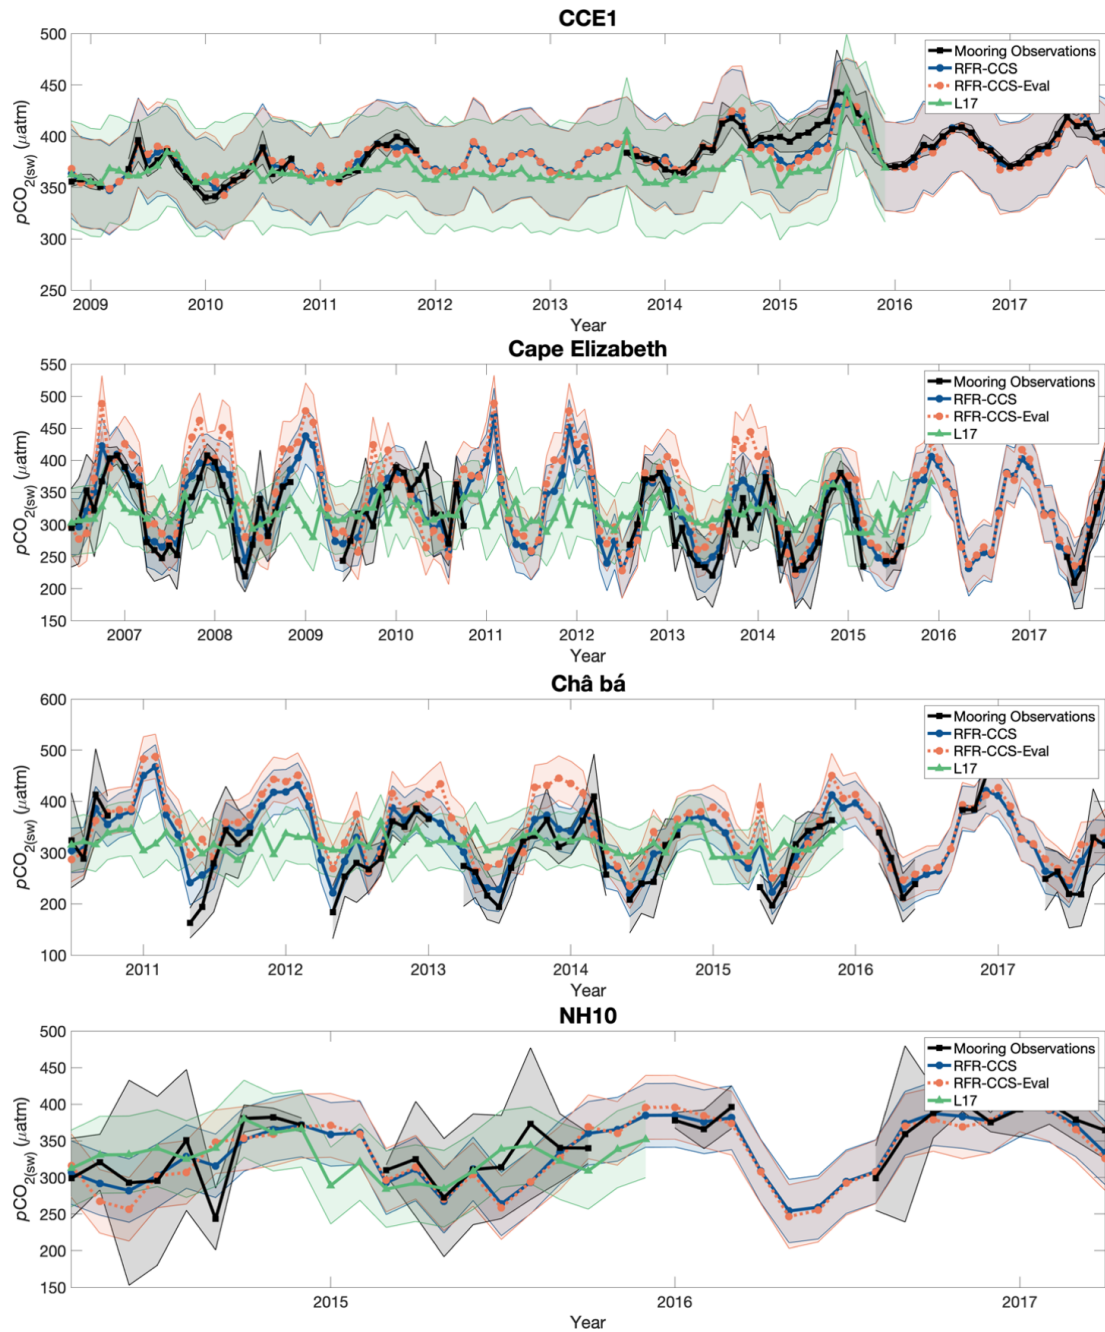 CCE1
500
450
400
350
300
250
pCO2(sw) (μatm)
Mooring Observations
RFR-CCS
RFR-CCS-Eval
L17
2009 2010 2011 2012 2013 2014 2015 2016 2017
Year
Cape Elizabeth
550
500
450
400
350
300
250
200
150
pCO2(sw) (μatm)
Mooring Observations
RFR-CCS
RFR-CCS-Eval
L17
2007 2008 2009 2010 2011 2012 2013 2014 2015 2016 2017
Year
Châ bá
600
500
400
300
200
100
pCO2(sw) (μatm)
Mooring Observations
RFR-CCS
RFR-CCS-Eval
L17
2011 2012 2013 2014 2015 2016 2017
Year
NH10
500
450
400
350
300
250
200
150
pCO2(sw) (μatm)
Mooring Observations
RFR-CCS
RFR-CCS-Eval
L17
2015 2016 2017
Year